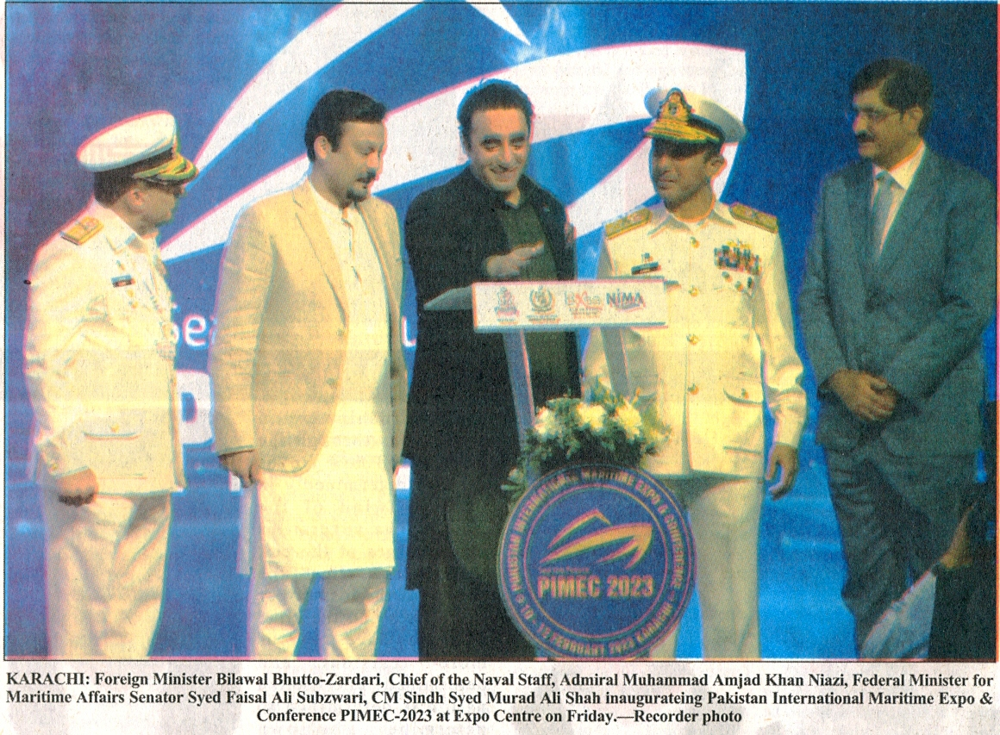 Sea
NIMA
PAKISTAN INTERNATIONAL MARITIME EXPO & CONFERENCE
PIMEC 2023
FEBRUARY 2023 KARACHI
KARACHI: Foreign Minister Bilawal Bhutto-Zardari, Chief of the Naval Staff, Admiral Muhammad Amjad Khan Niazi, Federal Minister for
Maritime Affairs Senator Syed Faisal Ali Subzwari, CM Sindh Syed Murad Ali Shah inaugurateing Pakistan International Maritime Expo &
Conference PIMEC-2023 at Expo Centre on Friday.—Recorder photo